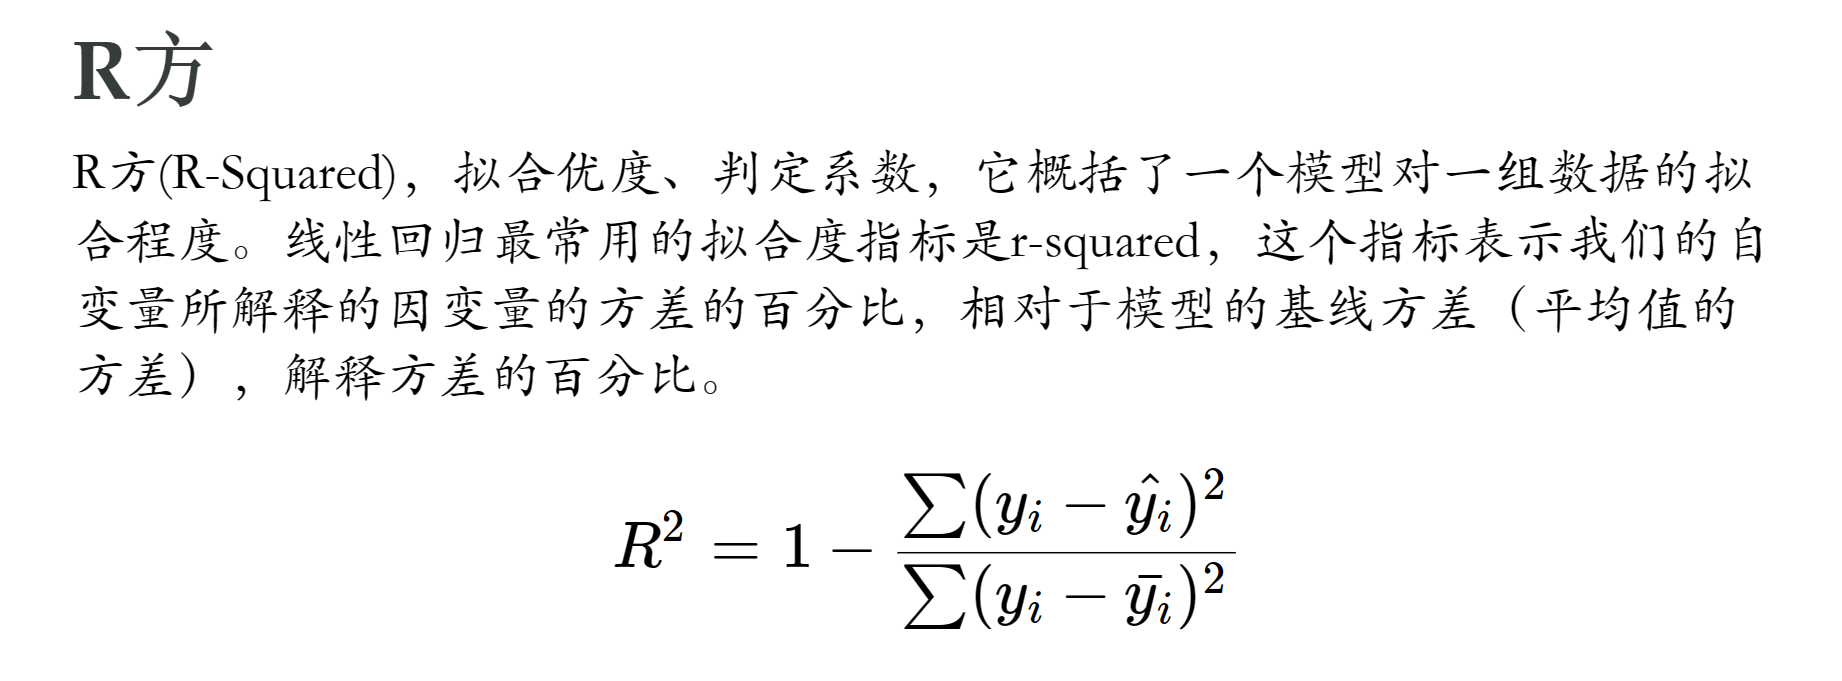 R方
R方(R-Squared)，拟合优度、判定系数，它概括了一个模型对一组数据的拟
合程度。线性回归最常用的拟合度指标是r-squared，这个指标表示我们的自
变量所解释的因变量的方差的百分比，相对于模型的基线方差（平均值的
方差），解释方差的百分比。
$R^2 = 1 - \frac{\sum(y_i - \hat{y_i})^2}{\sum(y_i - \bar{y_i})^2}$